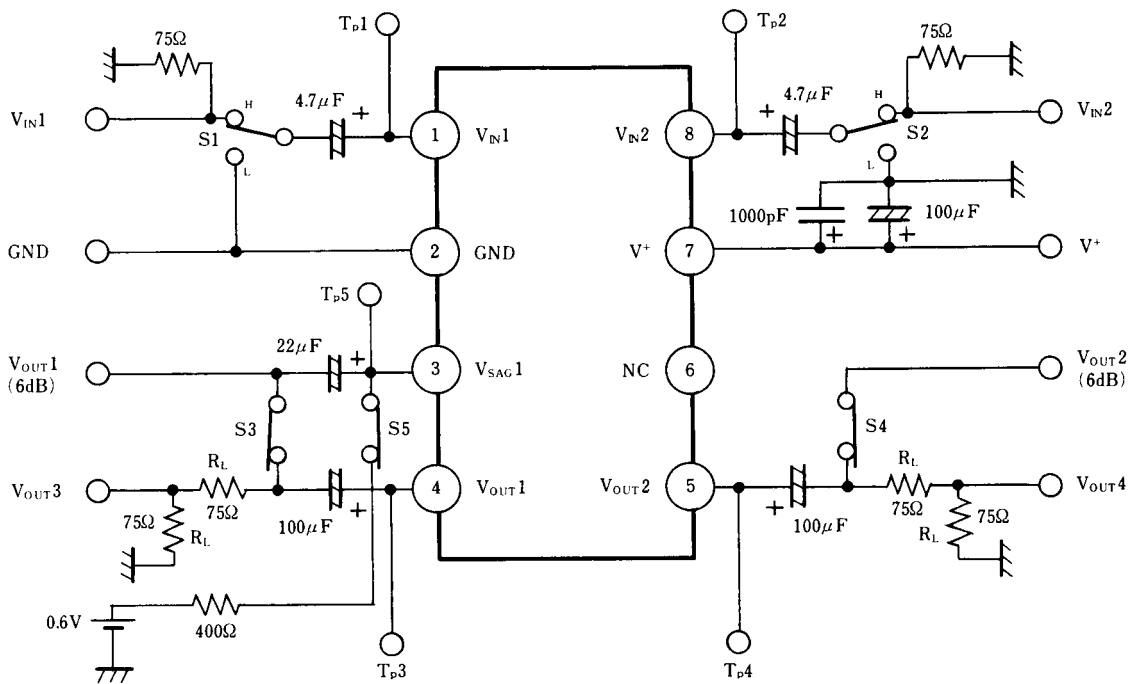 Tp1
Tp2
75Ω
75Ω
VIN1
H
S1
L
4.7μF
+
1
VIN1
VIN2
8
+
4.7μF
H
S2
L
VIN2
GND
2
GND
V+
7
1000pF
+
100μF
+
V+
Tp5
VOUT1
(6dB)
22μF
+
3
VSAG1
NC
6
VOUT2
(6dB)
S3
S5
S4
VOUT3
RL
75Ω
75Ω
RL
100μF
+
4
VOUT1
VOUT2
5
+
100μF
RL
75Ω
RL
75Ω
VOUT4
0.6V
400Ω
Tp3
Tp4